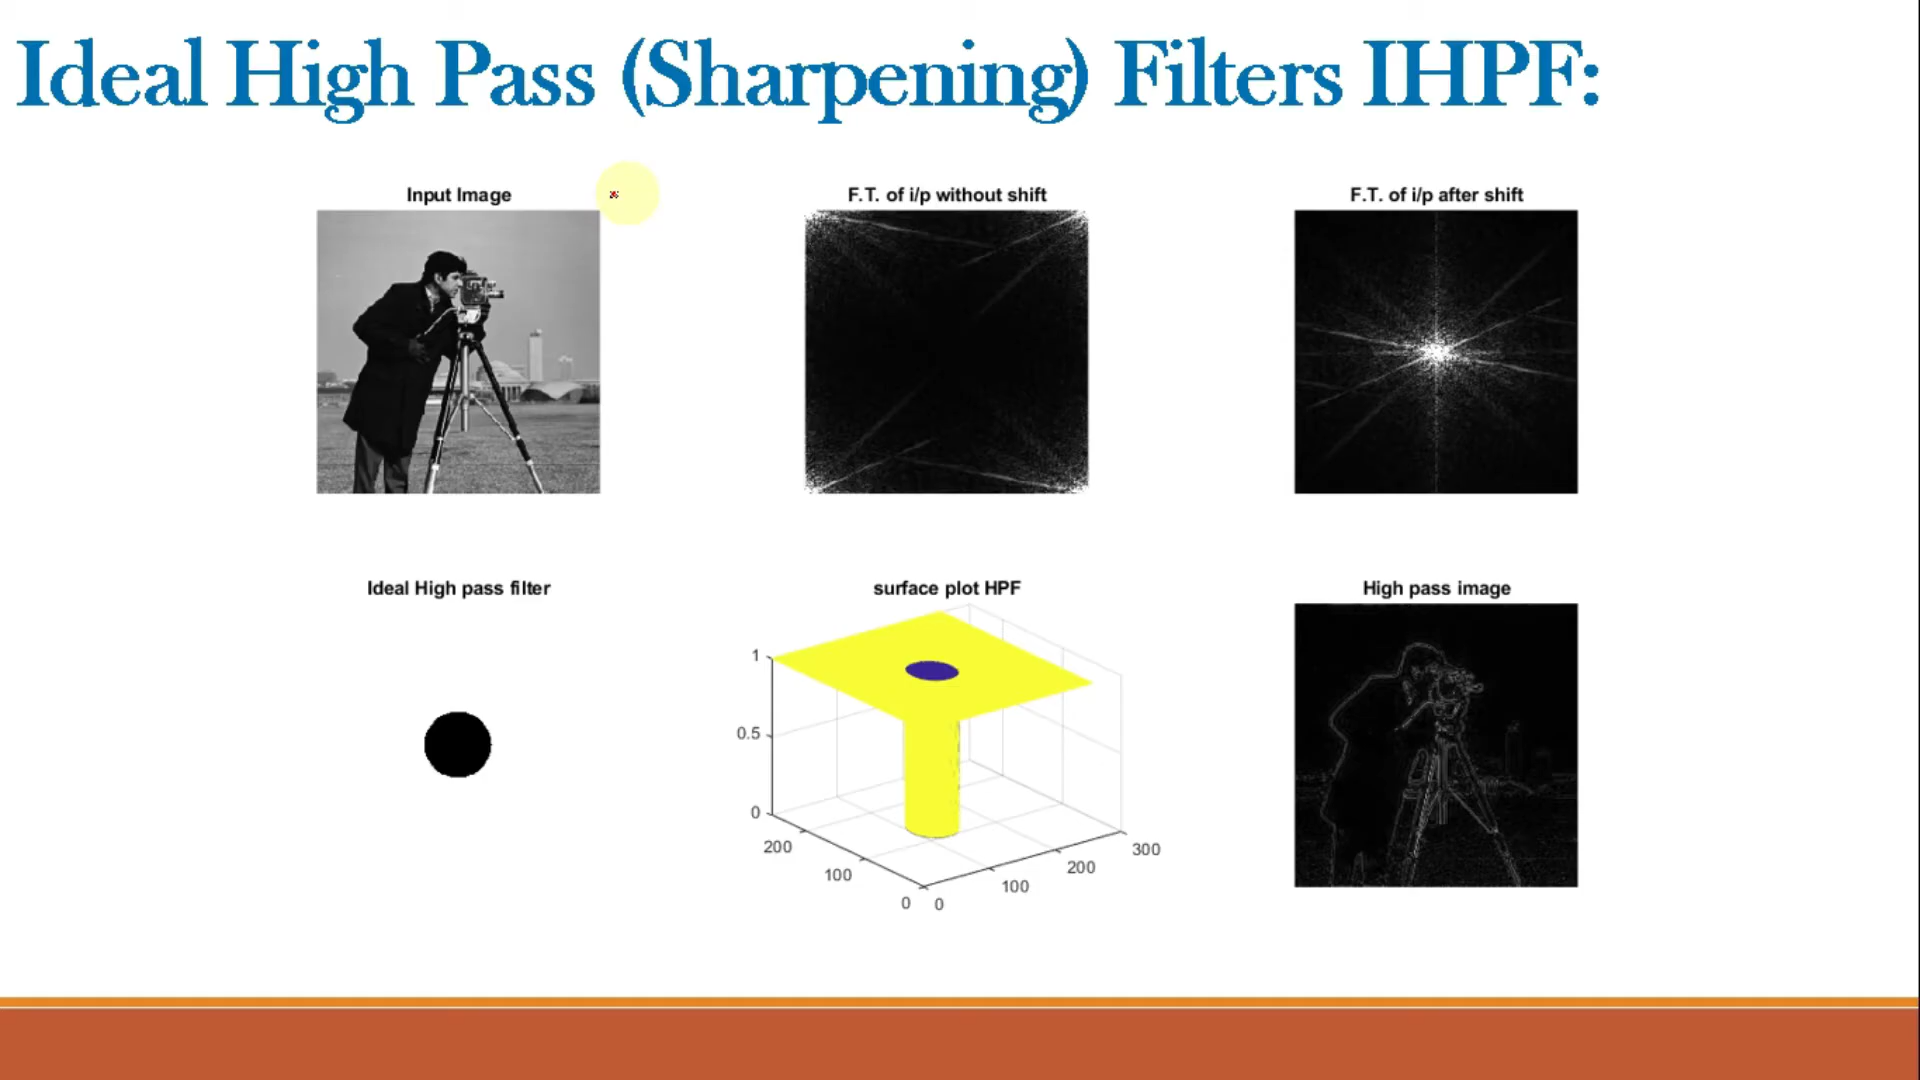 Ideal High Pass (Sharpening) Filters IHPF:
Input Image
F.T. of i/p without shift
F.T. of i/p after shift
Ideal High pass filter
surface plot HPF
High pass image
1
0.5
0
200
100
0
0
100
200
300